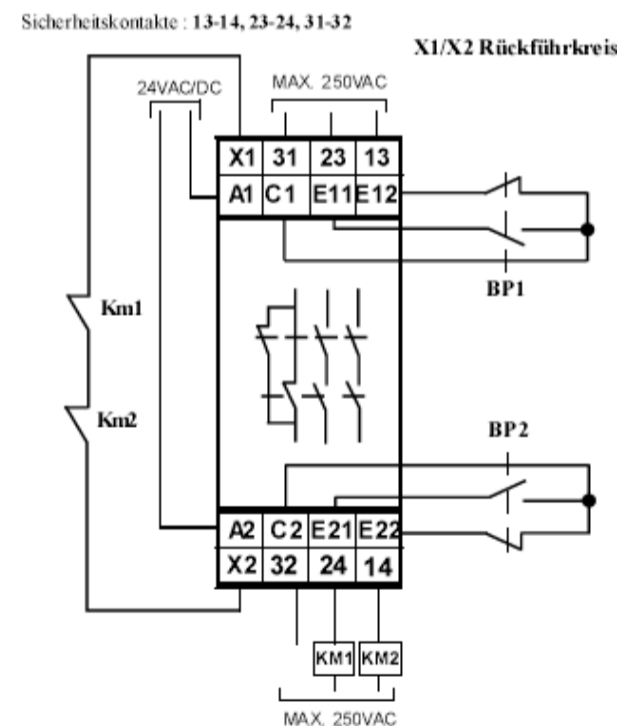 Sicherheitskontakte : 13-14, 23-24, 31-32
X1/X2 Rückführkreis
24VAC/DC
MAX. 250VAC
X1 31 23 13
A1 C1 E11 E12
BP1
Km1
Km2
BP2
A2 C2 E21 E22
X2 32 24 14
KM1 KM2
MAX. 250VAC